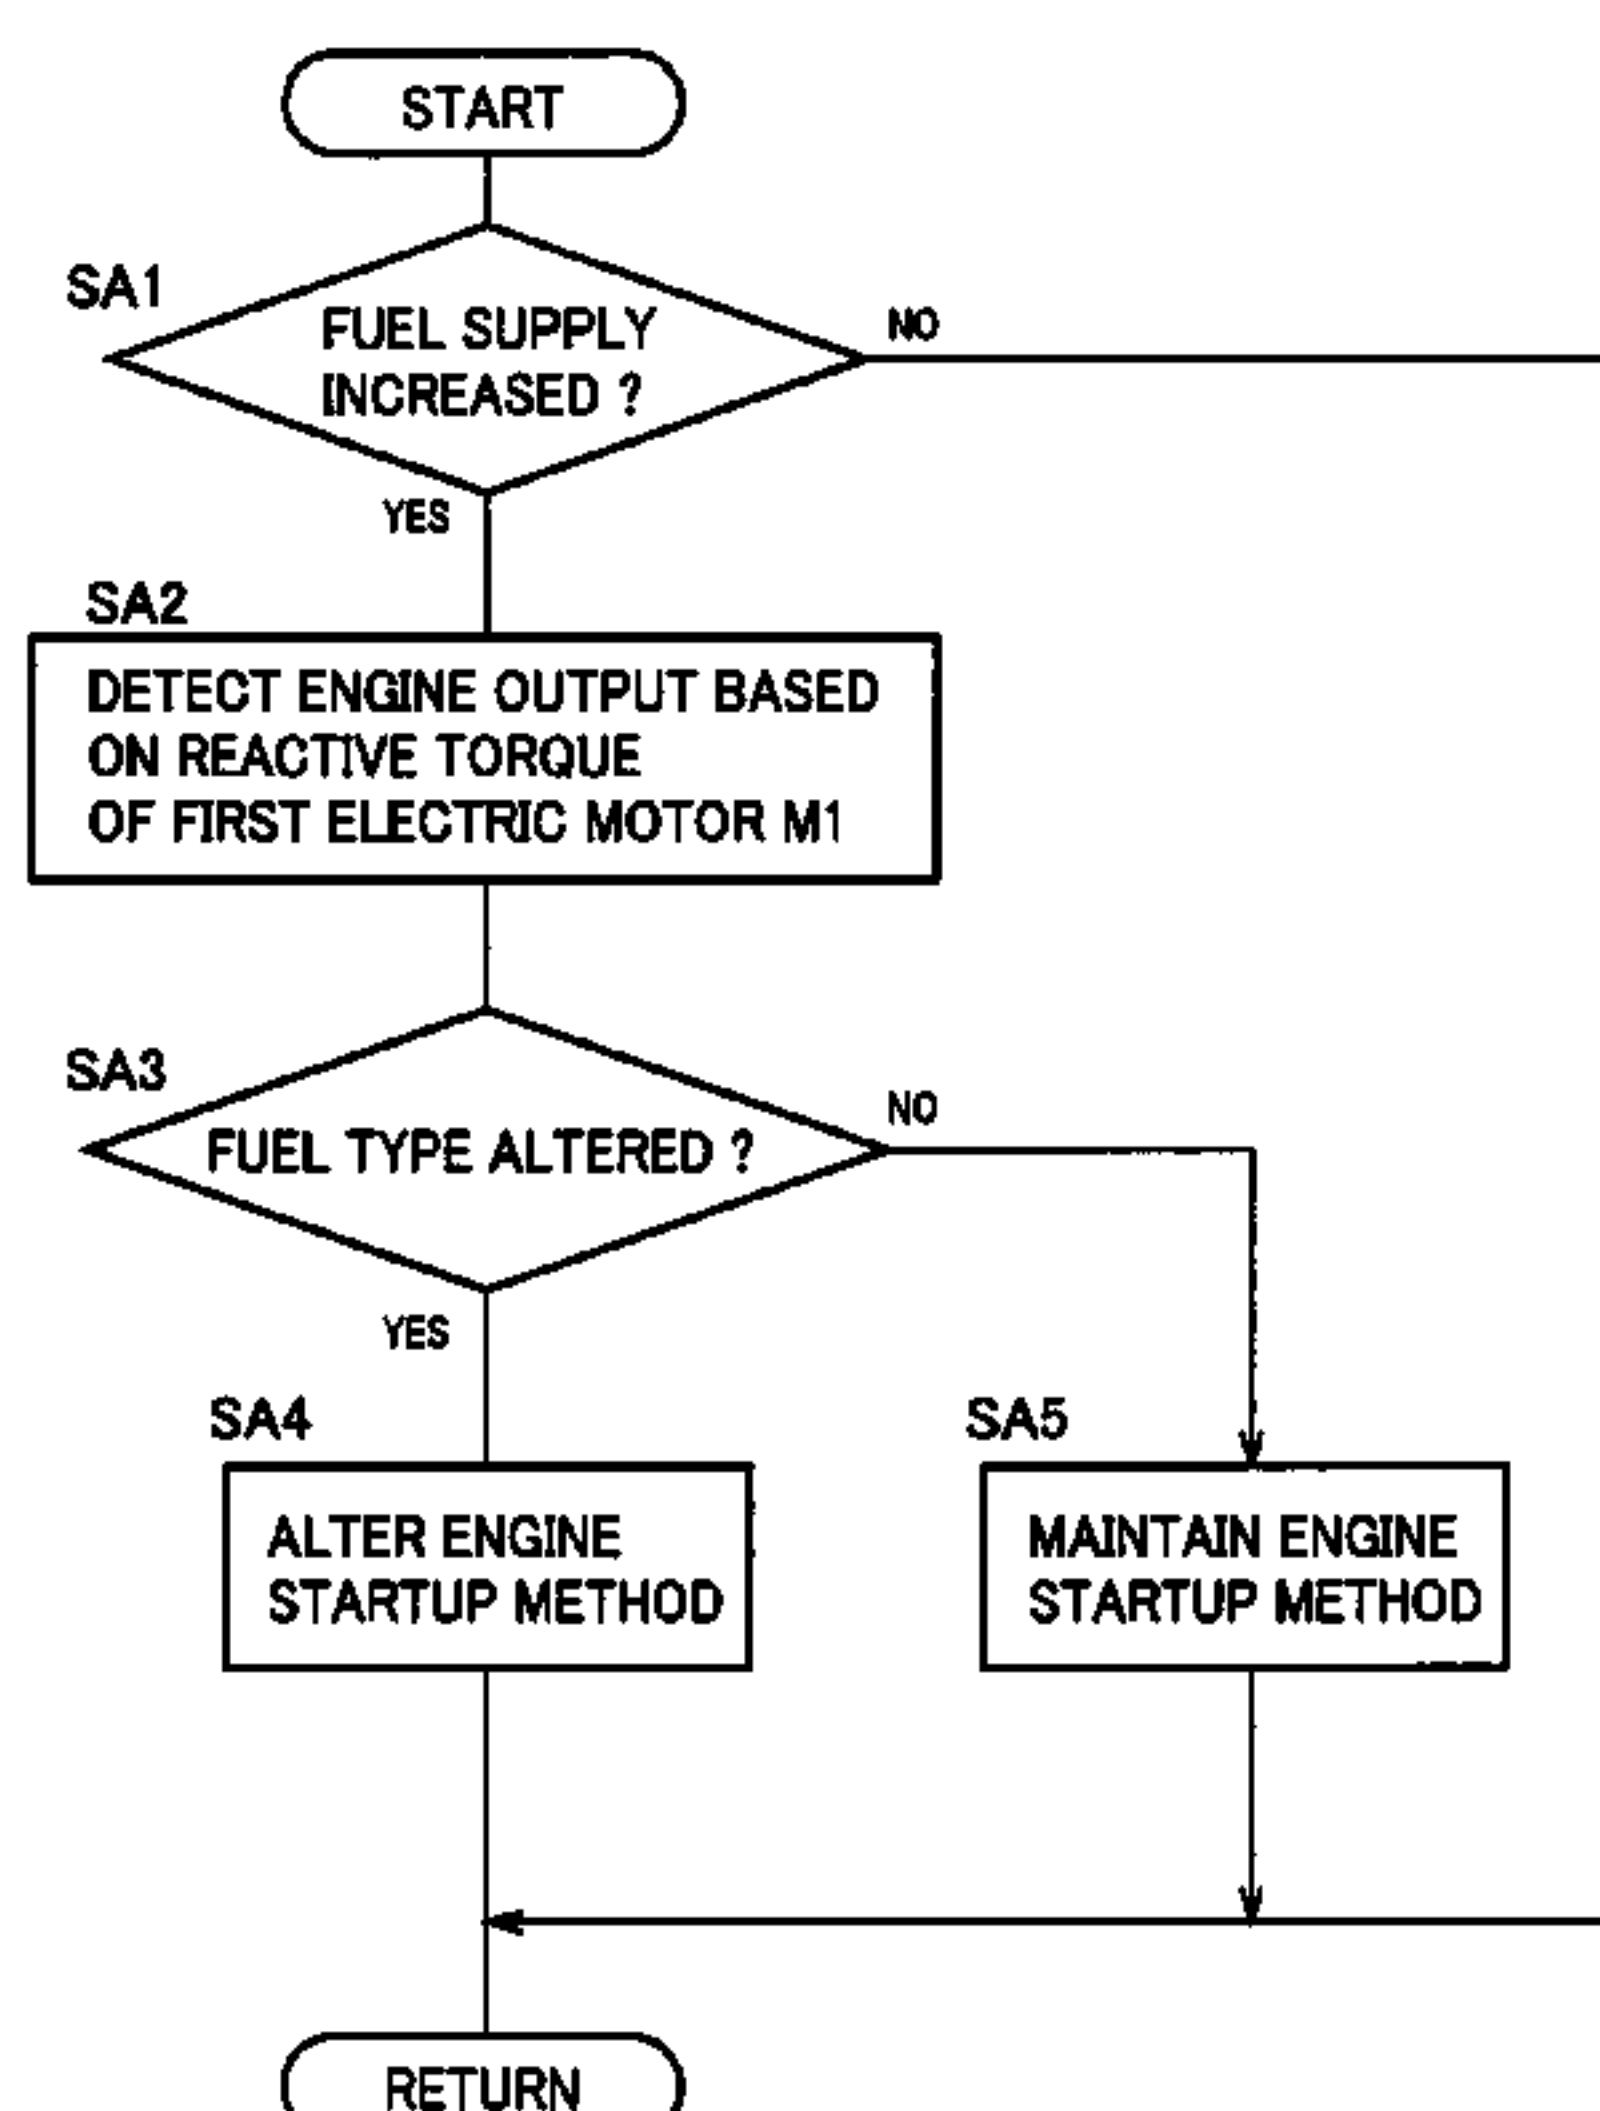 START
SA1
FUEL SUPPLY
INCREASED ?
NO
YES
SA2
DETECT ENGINE OUTPUT BASED
ON REACTIVE TORQUE
OF FIRST ELECTRIC MOTOR M1
SA3
FUEL TYPE ALTERED ?
NO
YES
SA4
ALTER ENGINE
STARTUP METHOD
SA5
MAINTAIN ENGINE
STARTUP METHOD
RETURN